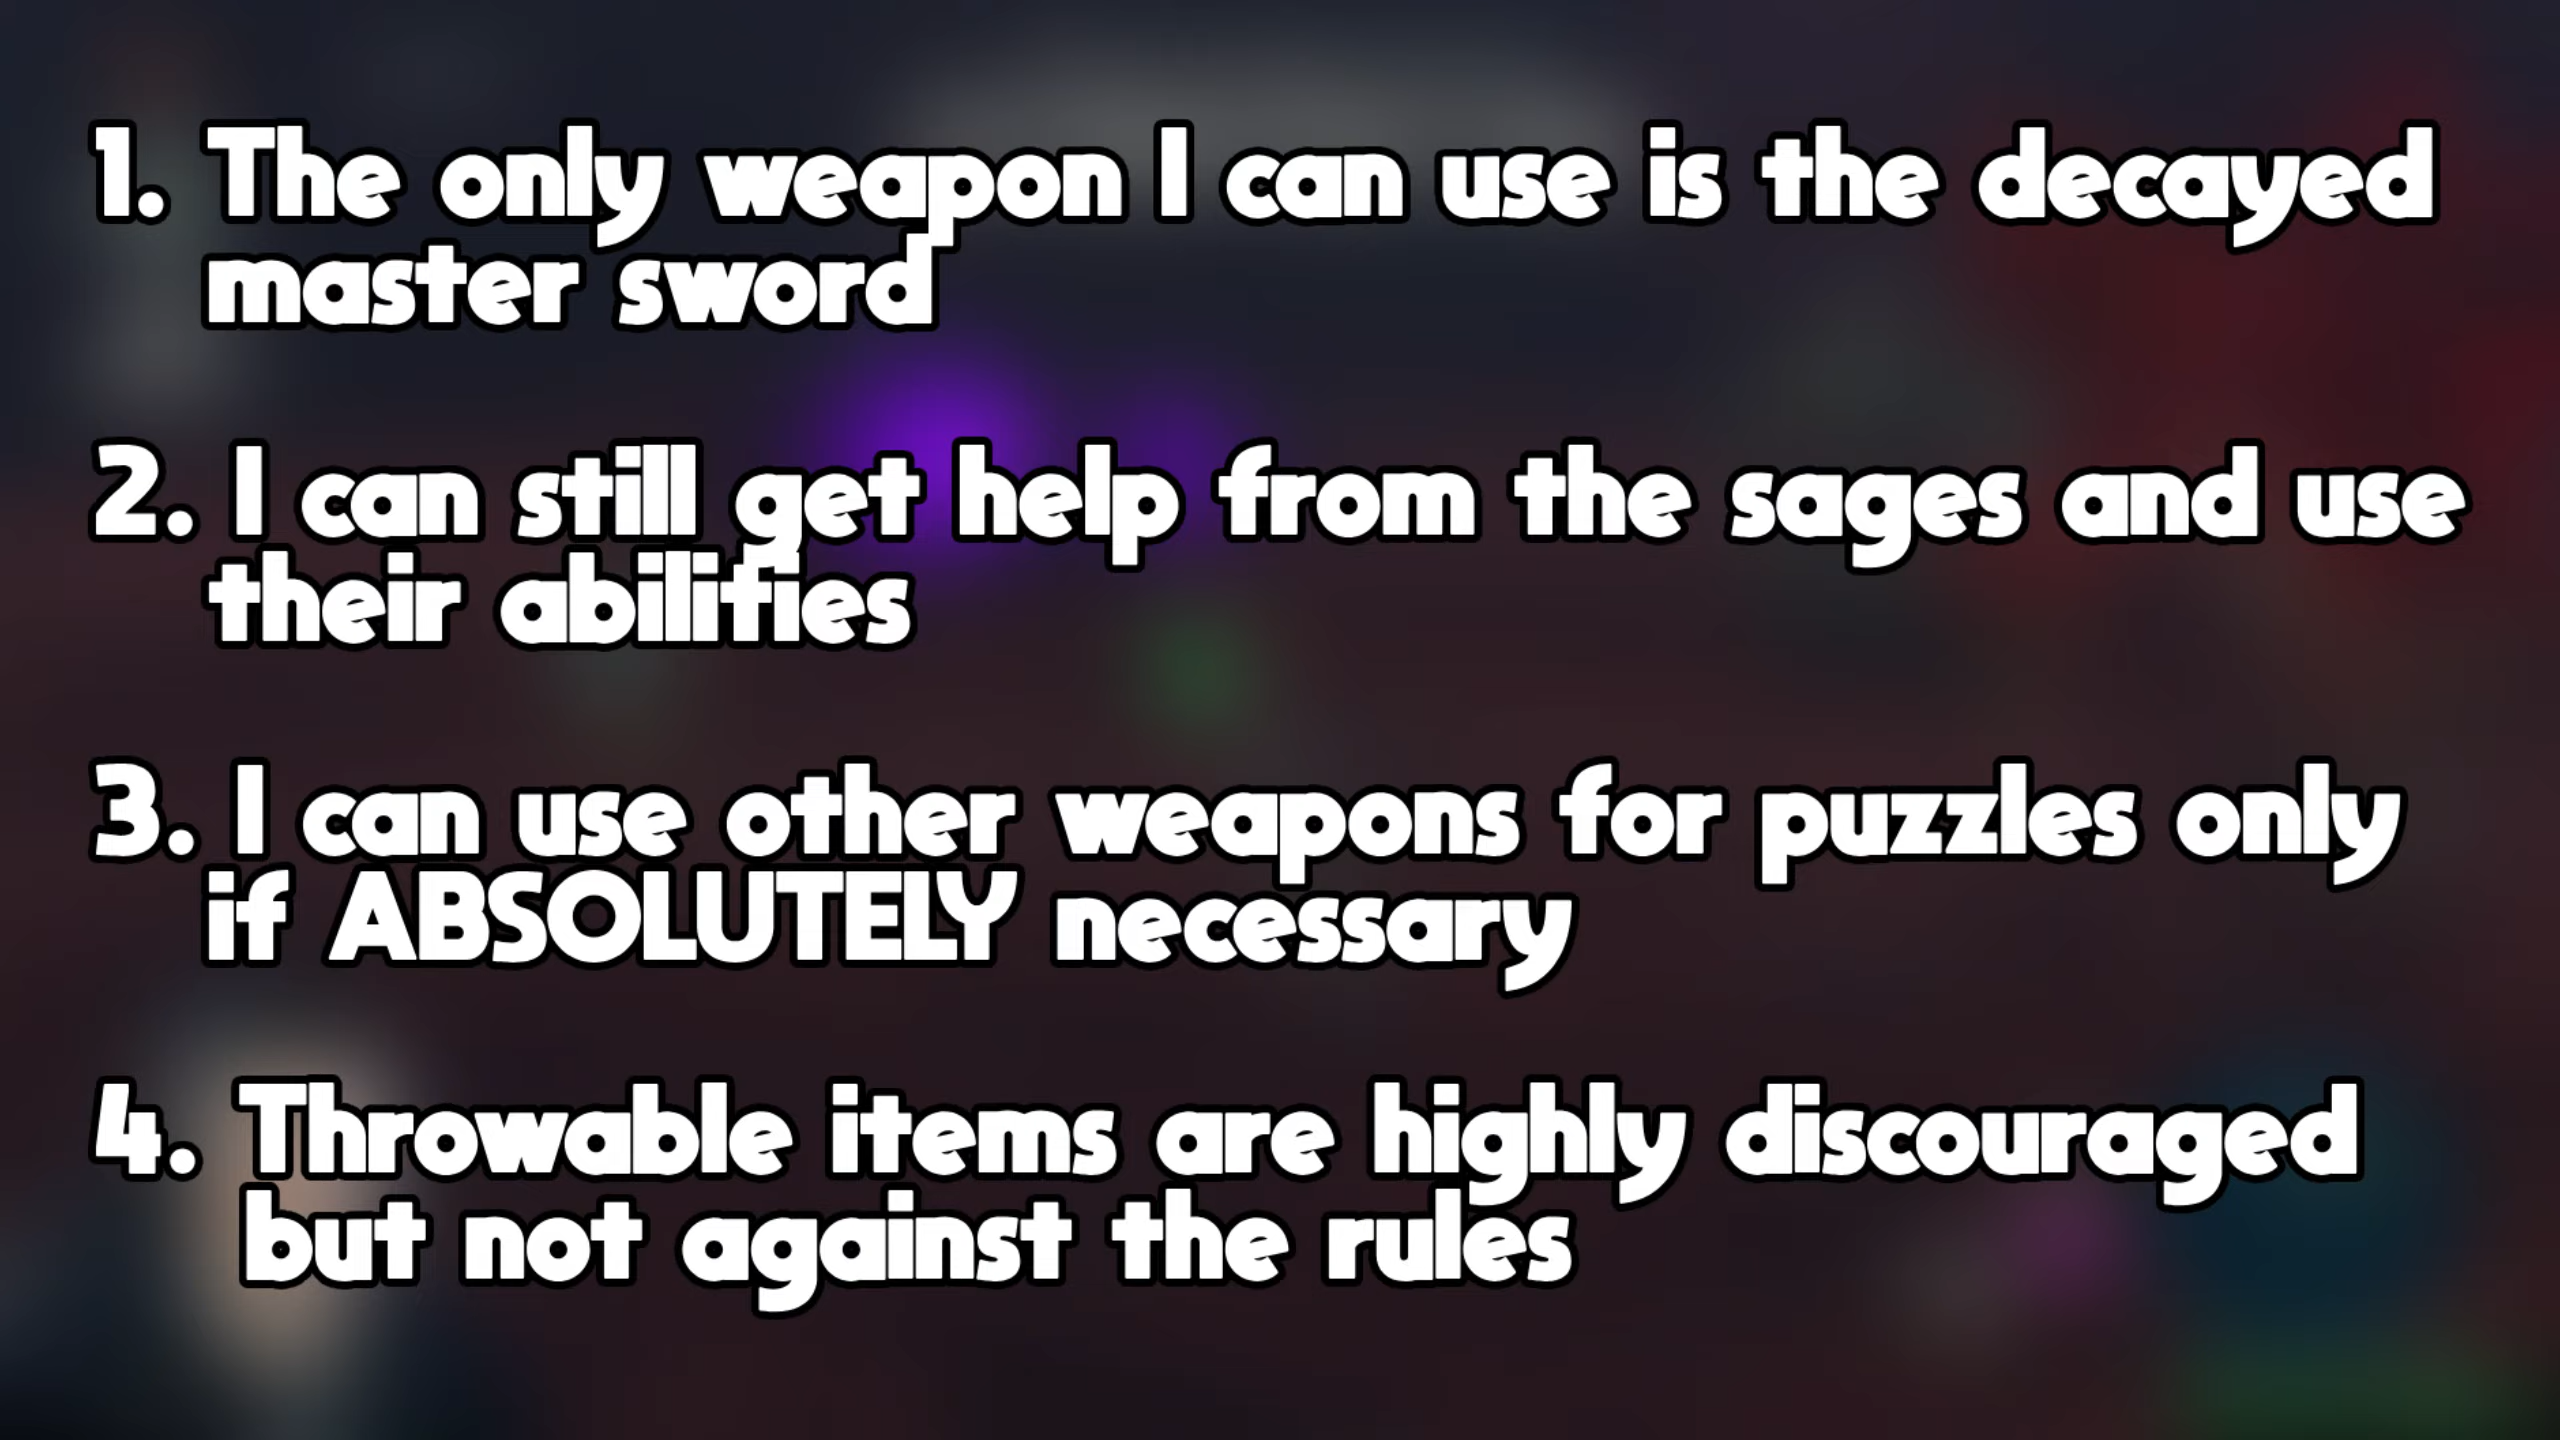 1. The only weapon I can use is the decayed
master sword
2. I can still get help from the sages and use
their abilities
3. I can use other weapons for puzzles only
if ABSOLUTELY necessary
4. Throwable items are highly discouraged
but not against the rules